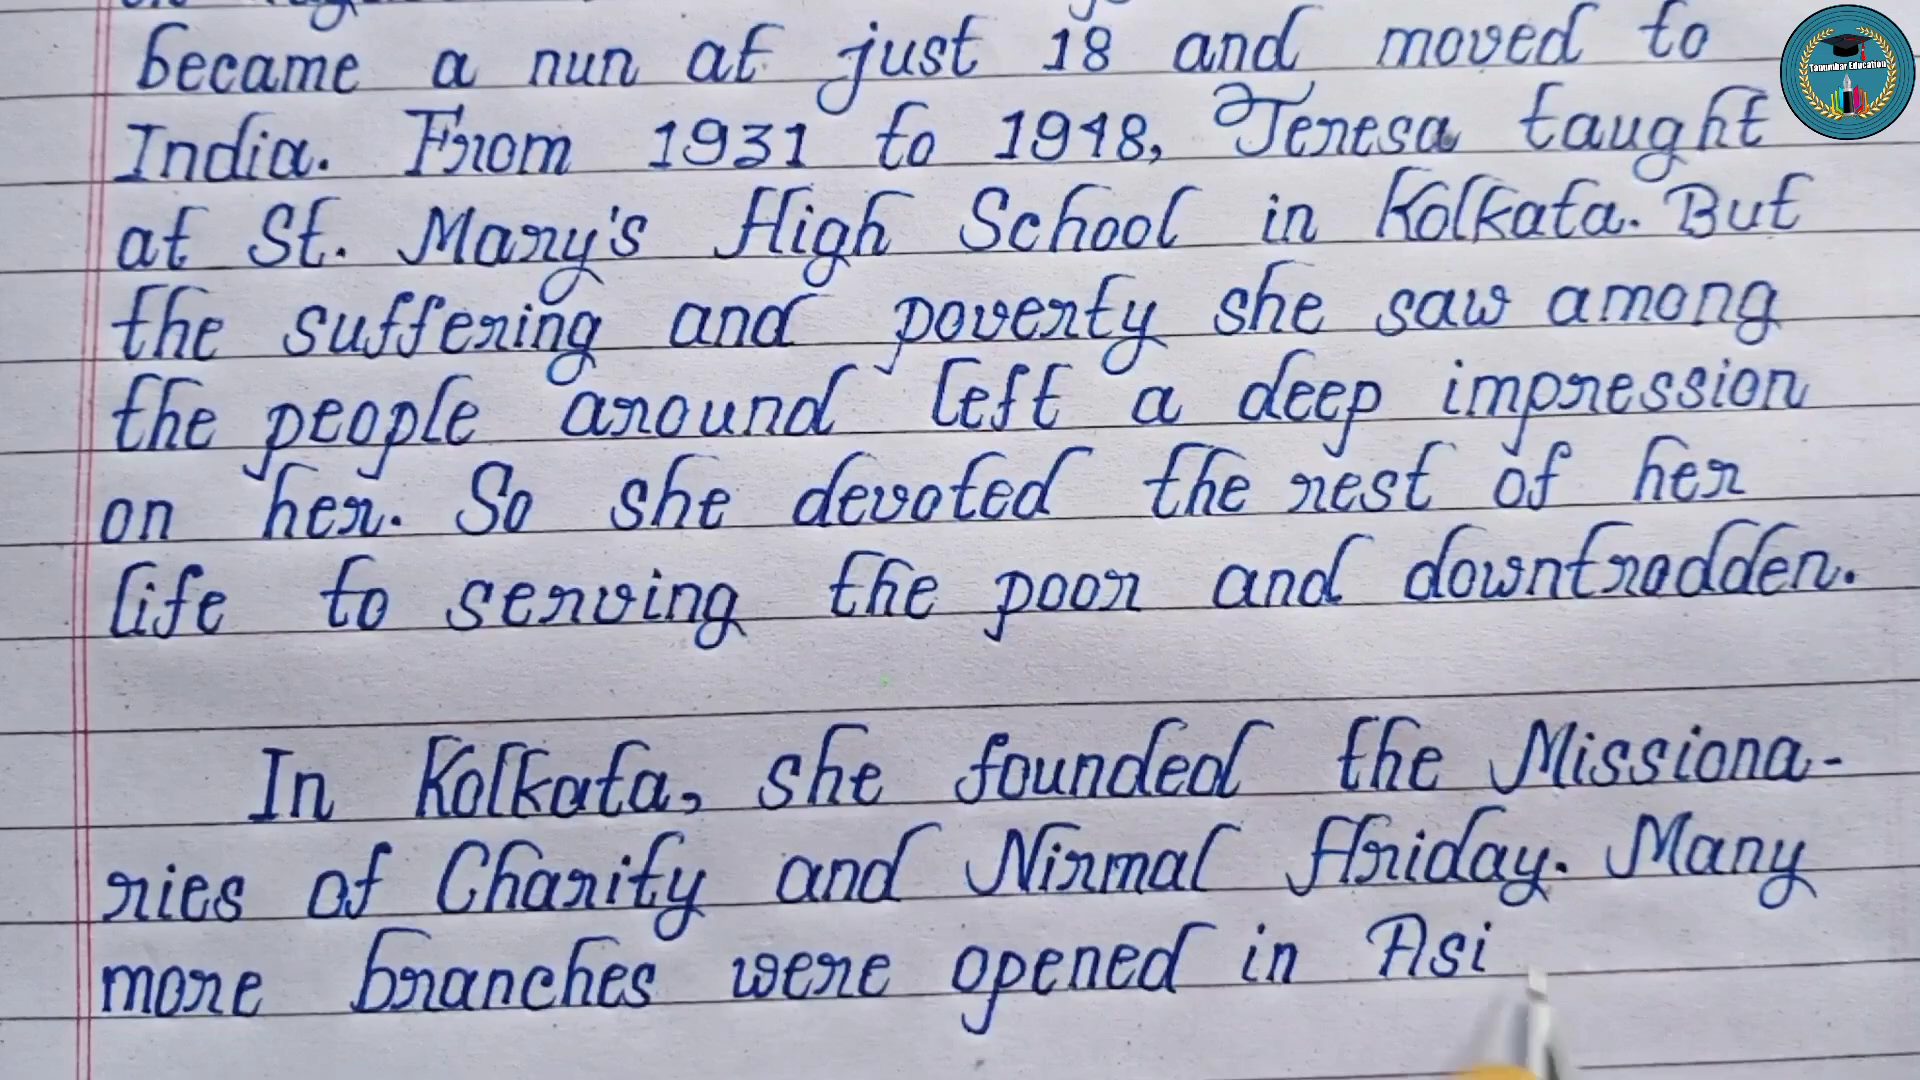 became a nun at just 18 and moved to
India. From 1931 to 1948, Teresa taught
at St. Mary's High School in Kolkata. But
the suffering and poverty she saw among
the people around left a deep impression
on her. So she devoted the rest of her
life to serving the poor and downtrodden.
In Kolkata, she founded the Missiona-
ries of Charity and Nirmal Hriday. Many
more branches were opened in Asi
Tanumbar Education